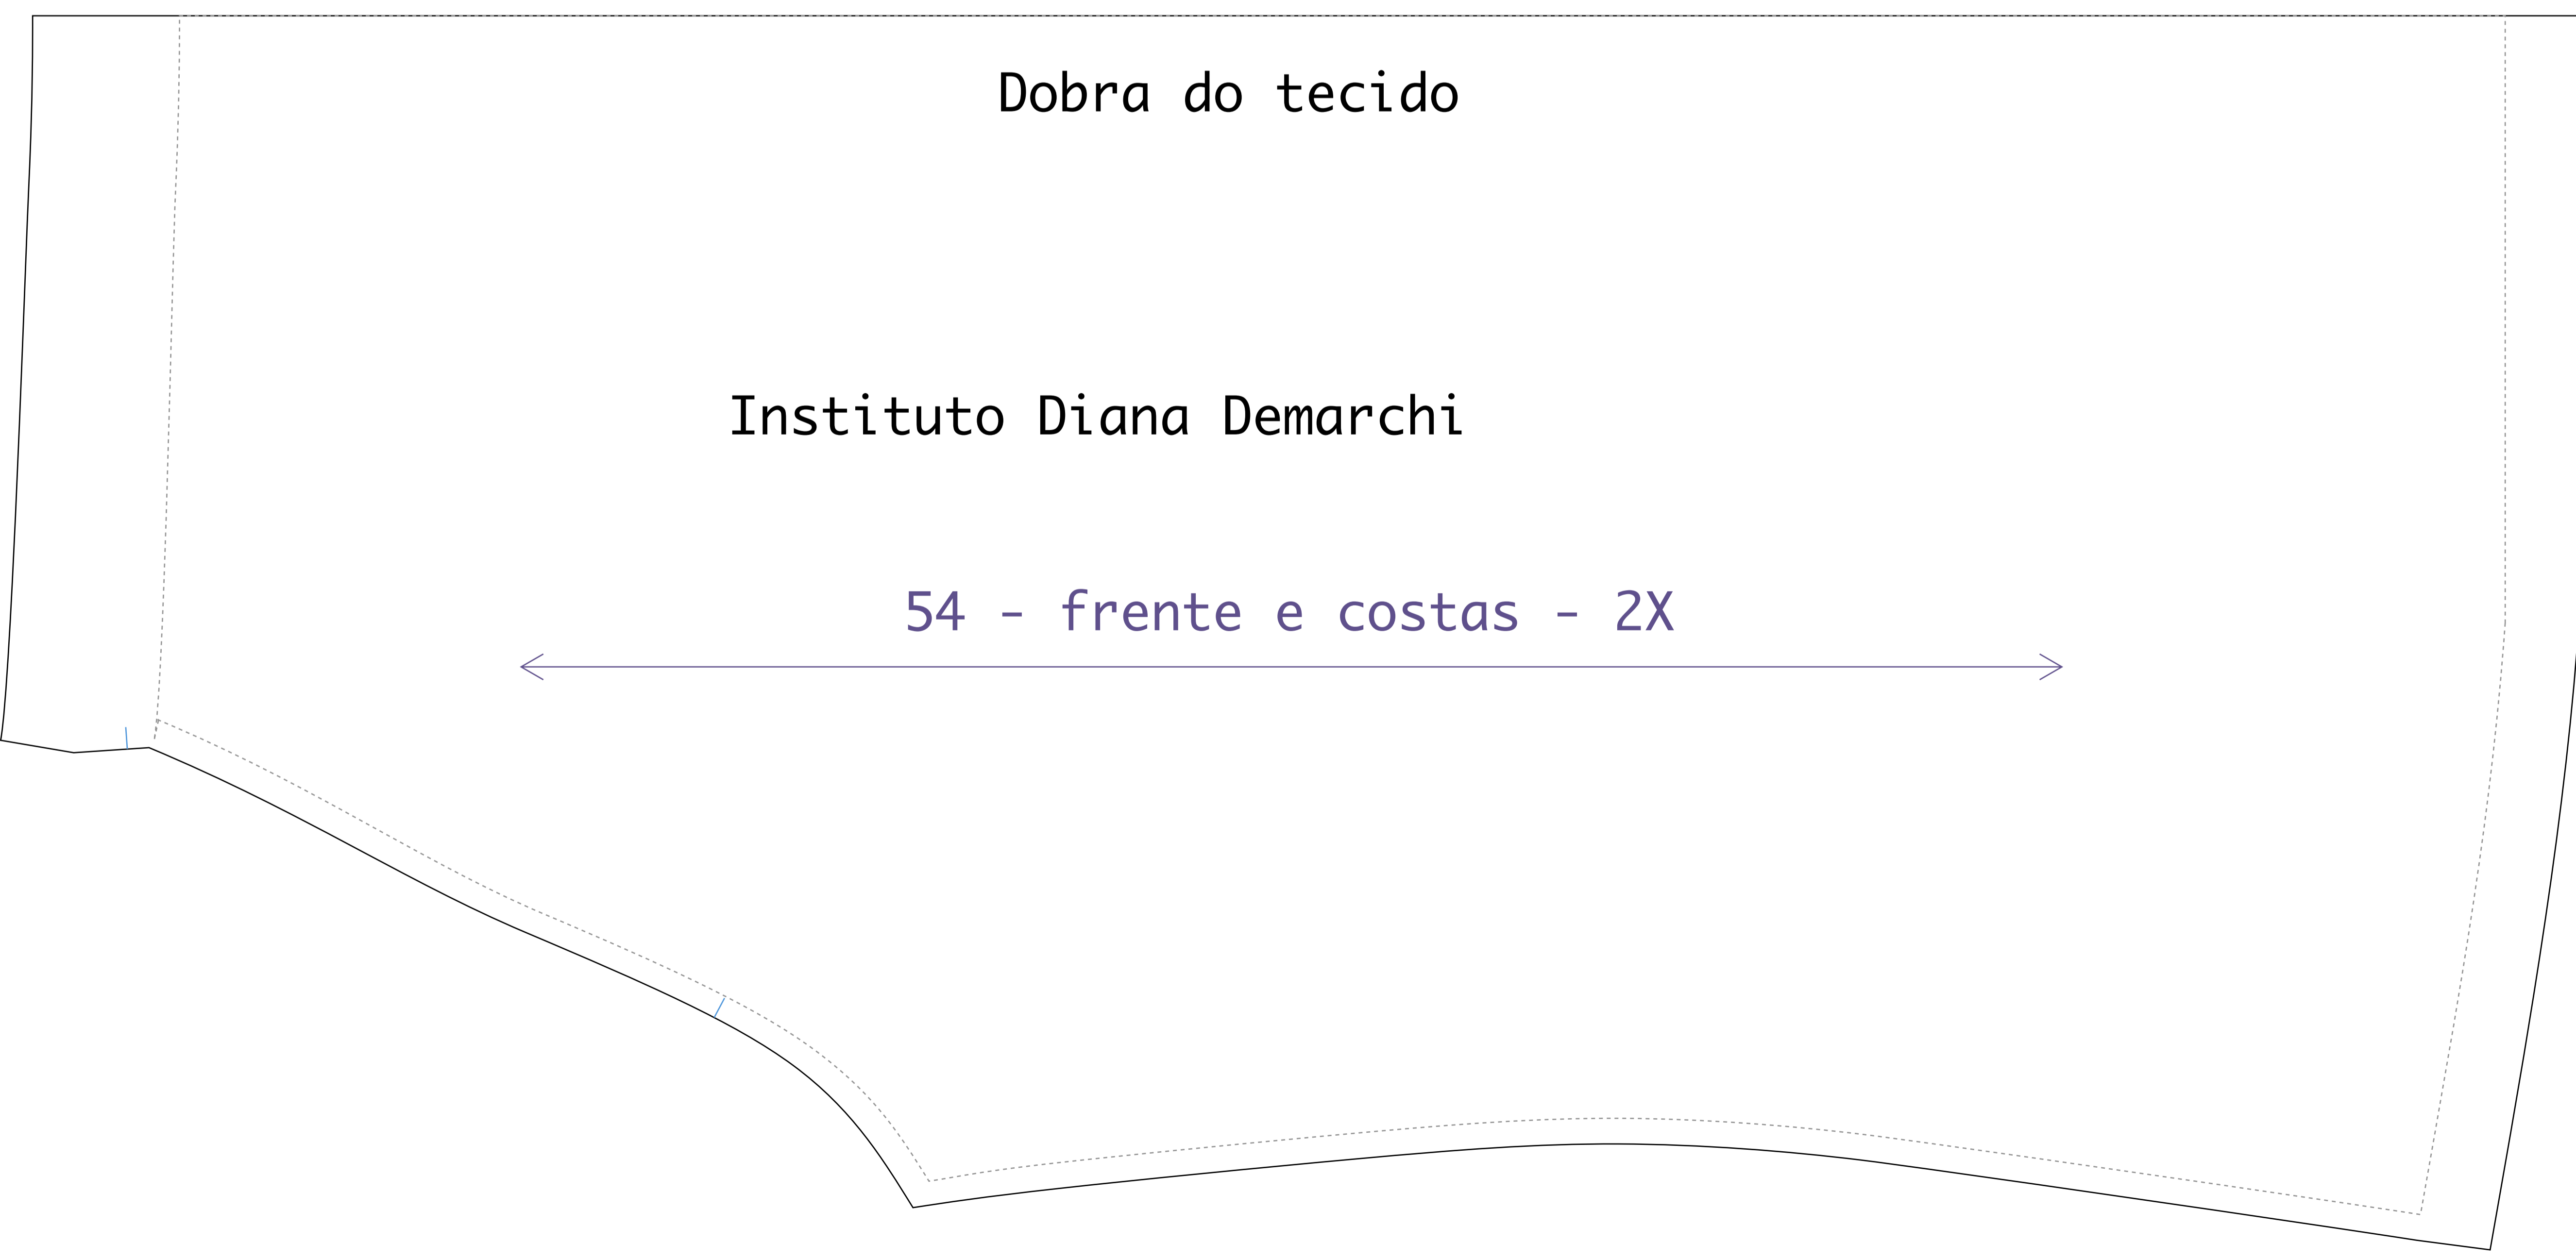 Dobra do tecido
Instituto Diana Demarchi
54 - frente e costas - 2X